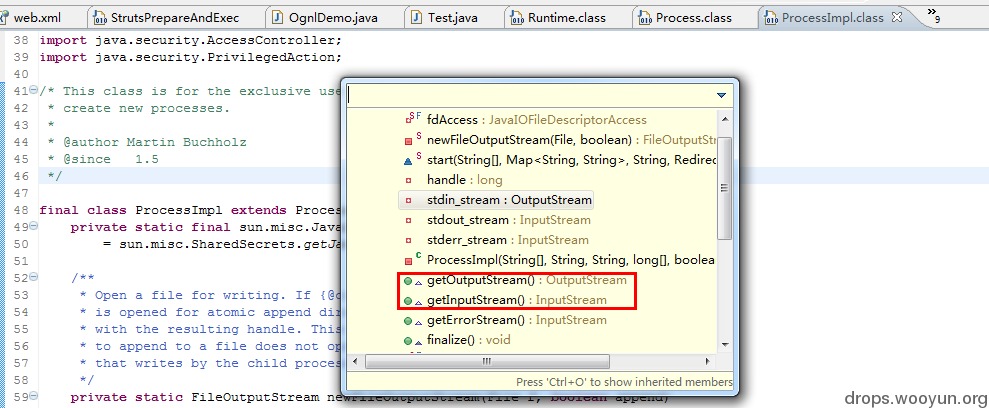 web.xml
StrutsPrepareAndExec
OgnlDemo.java
Test.java
Runtime.class
Process.class
ProcessImpl.class
9
38 import java.security.AccessController;
39 import java.security.PrivilegedAction;
40
41 /* This class is for the exclusive use
42 * create new processes.
43 *
44 * @author Martin Buchholz
45 * @since   1.5
46 */
47
48 final class ProcessImpl extends Proces
49 private static final sun.misc.Java
50 = sun.misc.SharedSecrets.getJa
51
52 /**
53 * Open a file for writing. If {@c
54 * is opened for atomic append dir
55 * with the resulting handle. This
56 * to append to a file does not op
57 * that writes by the child proces
58 */
59 private static FileOutputStream newFileOutputStream(File f, boolean append)
fdAccess : JavaIOFileDescriptorAccess
newFileOutputStream(File, boolean) : FileOutputStr
start(String[], Map<String, String>, String, Redirec
handle : long
stdin_stream : OutputStream
stdout_stream : InputStream
stderr_stream : InputStream
ProcessImpl(String[], String, String, long[], boolea
getOutputStream() : OutputStream
getInputStream() : InputStream
getErrorStream() : InputStream
finalize() : void
Press 'Ctrl+O' to show inherited members
drops.wooyun.org